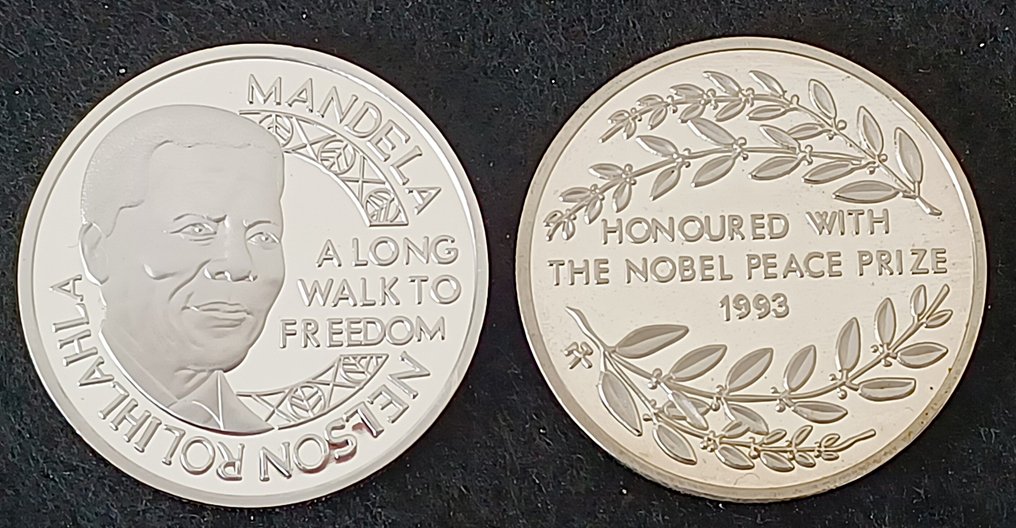 NELSON ROLIHLAHLA
MANDELA
A LONG
WALK TO
FREEDOM
HONOURED WITH
THE NOBEL PEACE PRIZE
1993